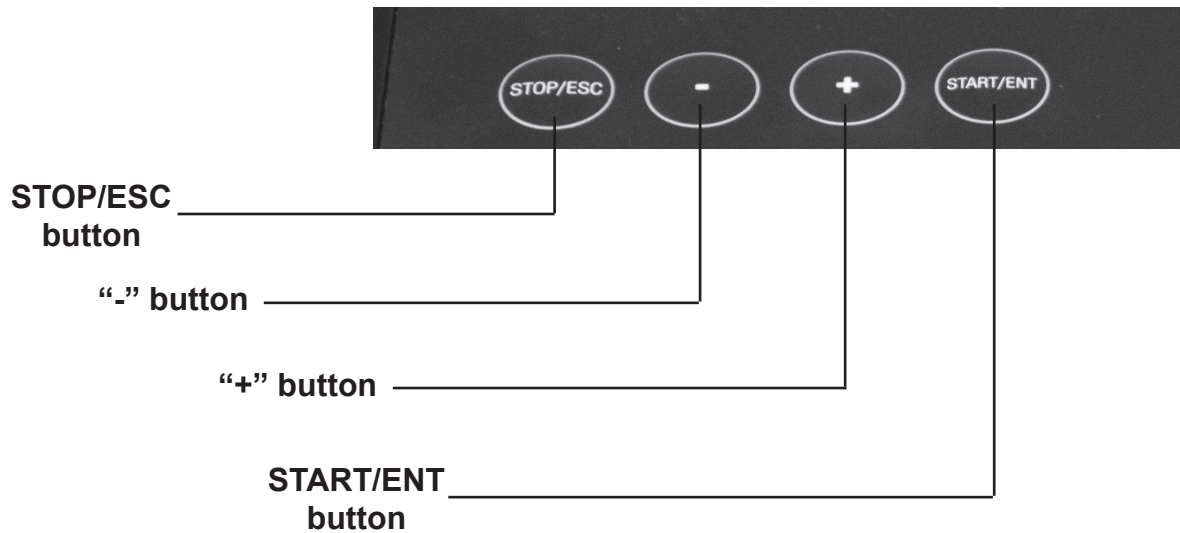 STOP/ESC - + START/ENT
STOP/ESC
button
“-” button
“+” button
START/ENT
button